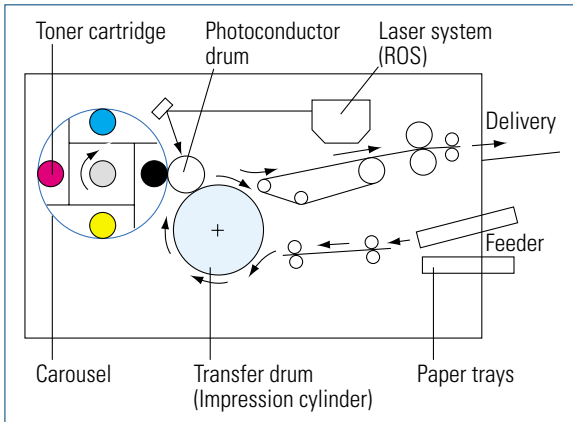 Toner cartridge
Photoconductor
drum
Laser system
(ROS)
Delivery
Feeder
Carousel
Transfer drum
(Impression cylinder)
Paper trays